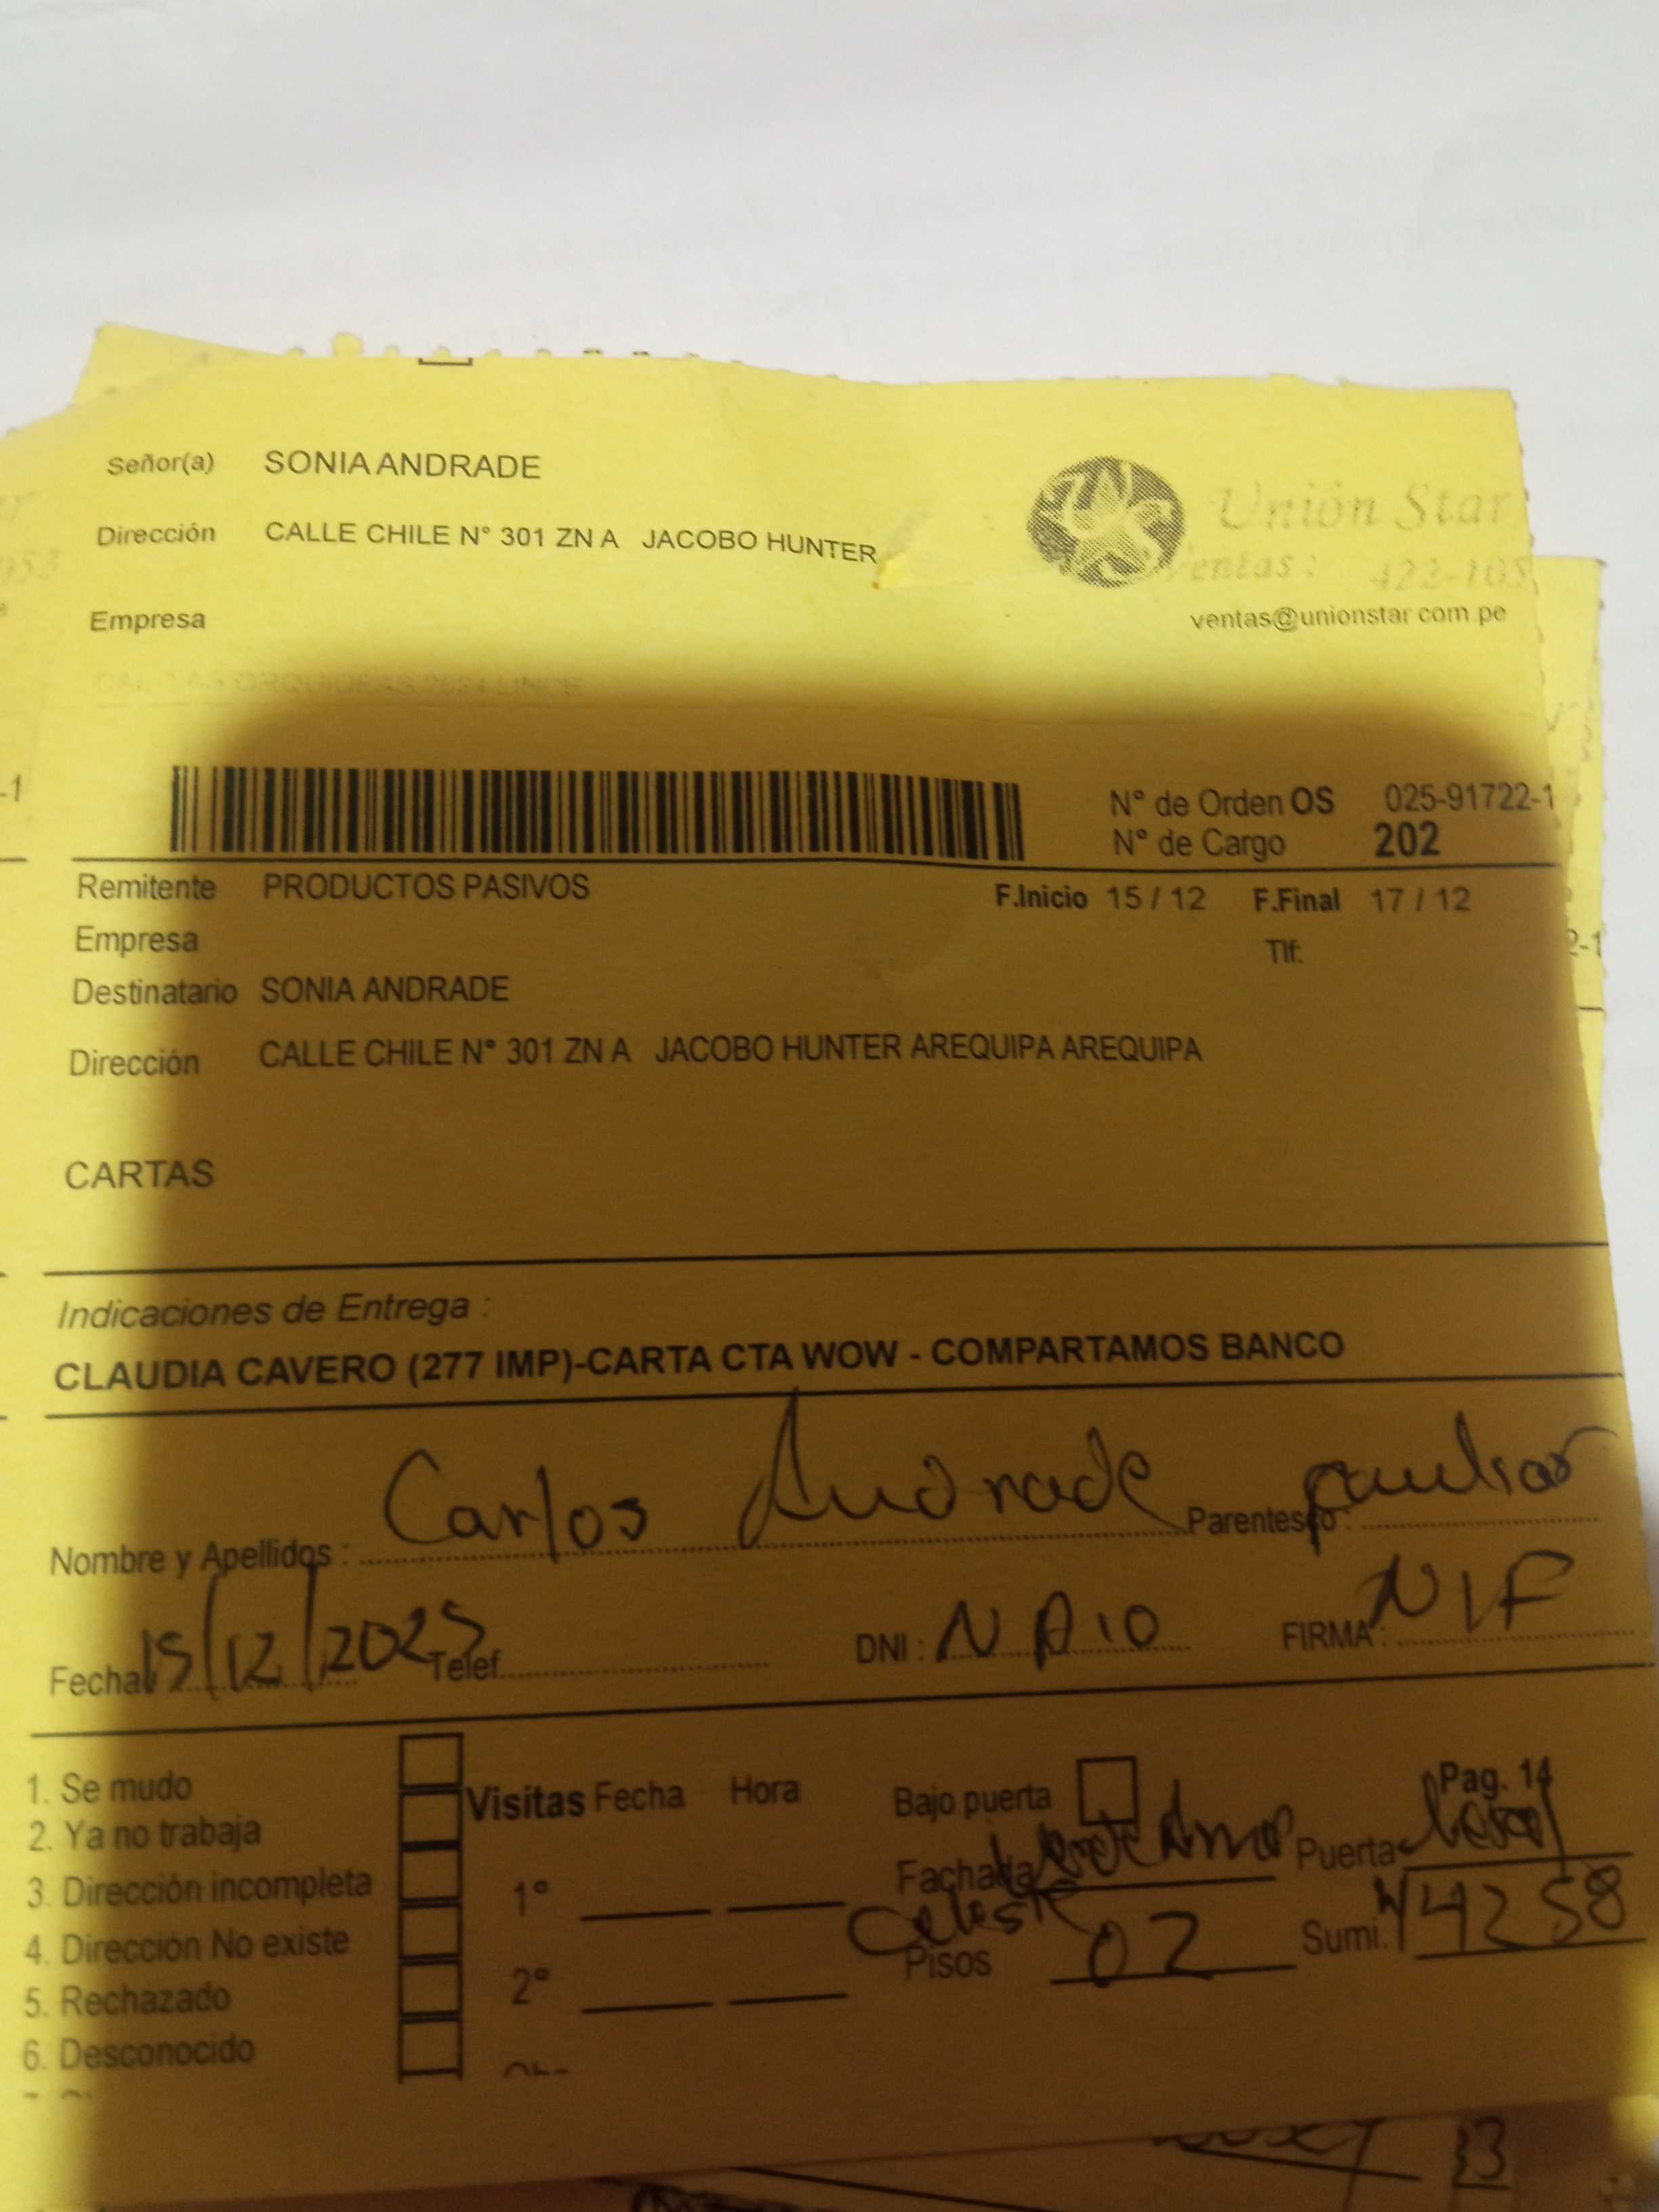 Señor(a) SONIA ANDRADE
Dirección CALLE CHILE N° 301 ZN A JACOBO HUNTER
Unión Star
Ventas: 422-105
ventas@unionstar.com.pe
Empresa
N° de Orden OS 025-91722-1
N° de Cargo 202
Remitente PRODUCTOS PASIVOS F.Inicio 15 / 12 F.Final 17 / 12
Empresa Tlf:
Destinatario SONIA ANDRADE
Dirección CALLE CHILE N° 301 ZN A JACOBO HUNTER AREQUIPA AREQUIPA
CARTAS
Indicaciones de Entrega :
CLAUDIA CAVERO (277 IMP)-CARTA CTA WOW - COMPARTAMOS BANCO
Nombre y Apellidos : Carlos Andrade Parentesco : familiar
Fecha 15/12/2025 Telef. DNI : N D 10 FIRMA : N I F
Pag. 14
1. Se mudo
2. Ya no trabaja
3. Dirección incompleta
4. Dirección No existe
5. Rechazado
6. Desconocido
Visitas Fecha Hora
1°
2°
Bajo puerta
Fachada Puerta
Celeste
Pisos 02 Sumi. 44258